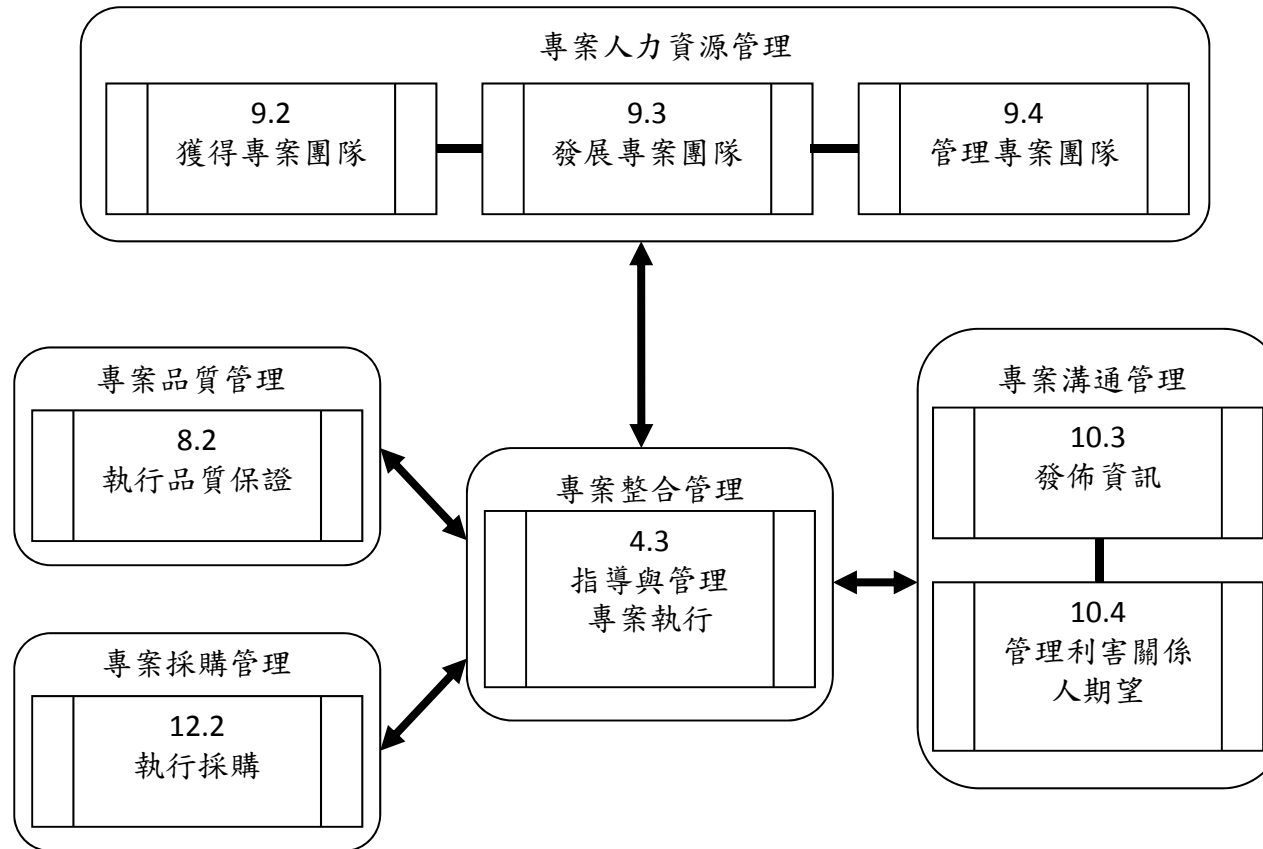 專案人力資源管理
9.2
獲得專案團隊
9.3
發展專案團隊
9.4
管理專案團隊
專案品質管理
8.2
執行品質保證
專案採購管理
12.2
執行採購
專案整合管理
4.3
指導與管理
專案執行
專案溝通管理
10.3
發佈資訊
10.4
管理利害關係
人期望